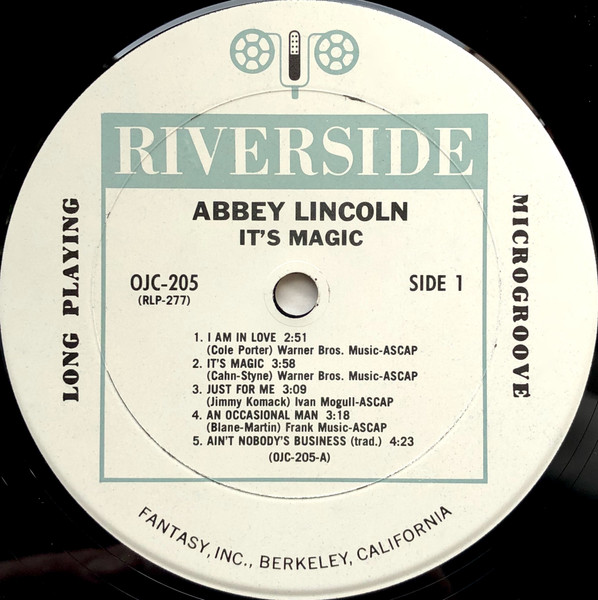 RIVERSIDE
ABBEY LINCOLN
IT'S MAGIC
LONG PLAYING
MICROGROOVE
OJC-205
(RLP-277)
SIDE 1
1. I AM IN LOVE 2:51
(Cole Porter) Warner Bros. Music-ASCAP
2. IT'S MAGIC 3:58
(Cahn-Styne) Warner Bros. Music-ASCAP
3. JUST FOR ME 3:09
(Jimmy Komack) Ivan Mogull-ASCAP
4. AN OCCASIONAL MAN 3:18
(Blane-Martin) Frank Music-ASCAP
5. AIN'T NOBODY'S BUSINESS (trad.) 4:23
(OJC-205-A)
FANTASY, INC., BERKELEY, CALIFORNIA